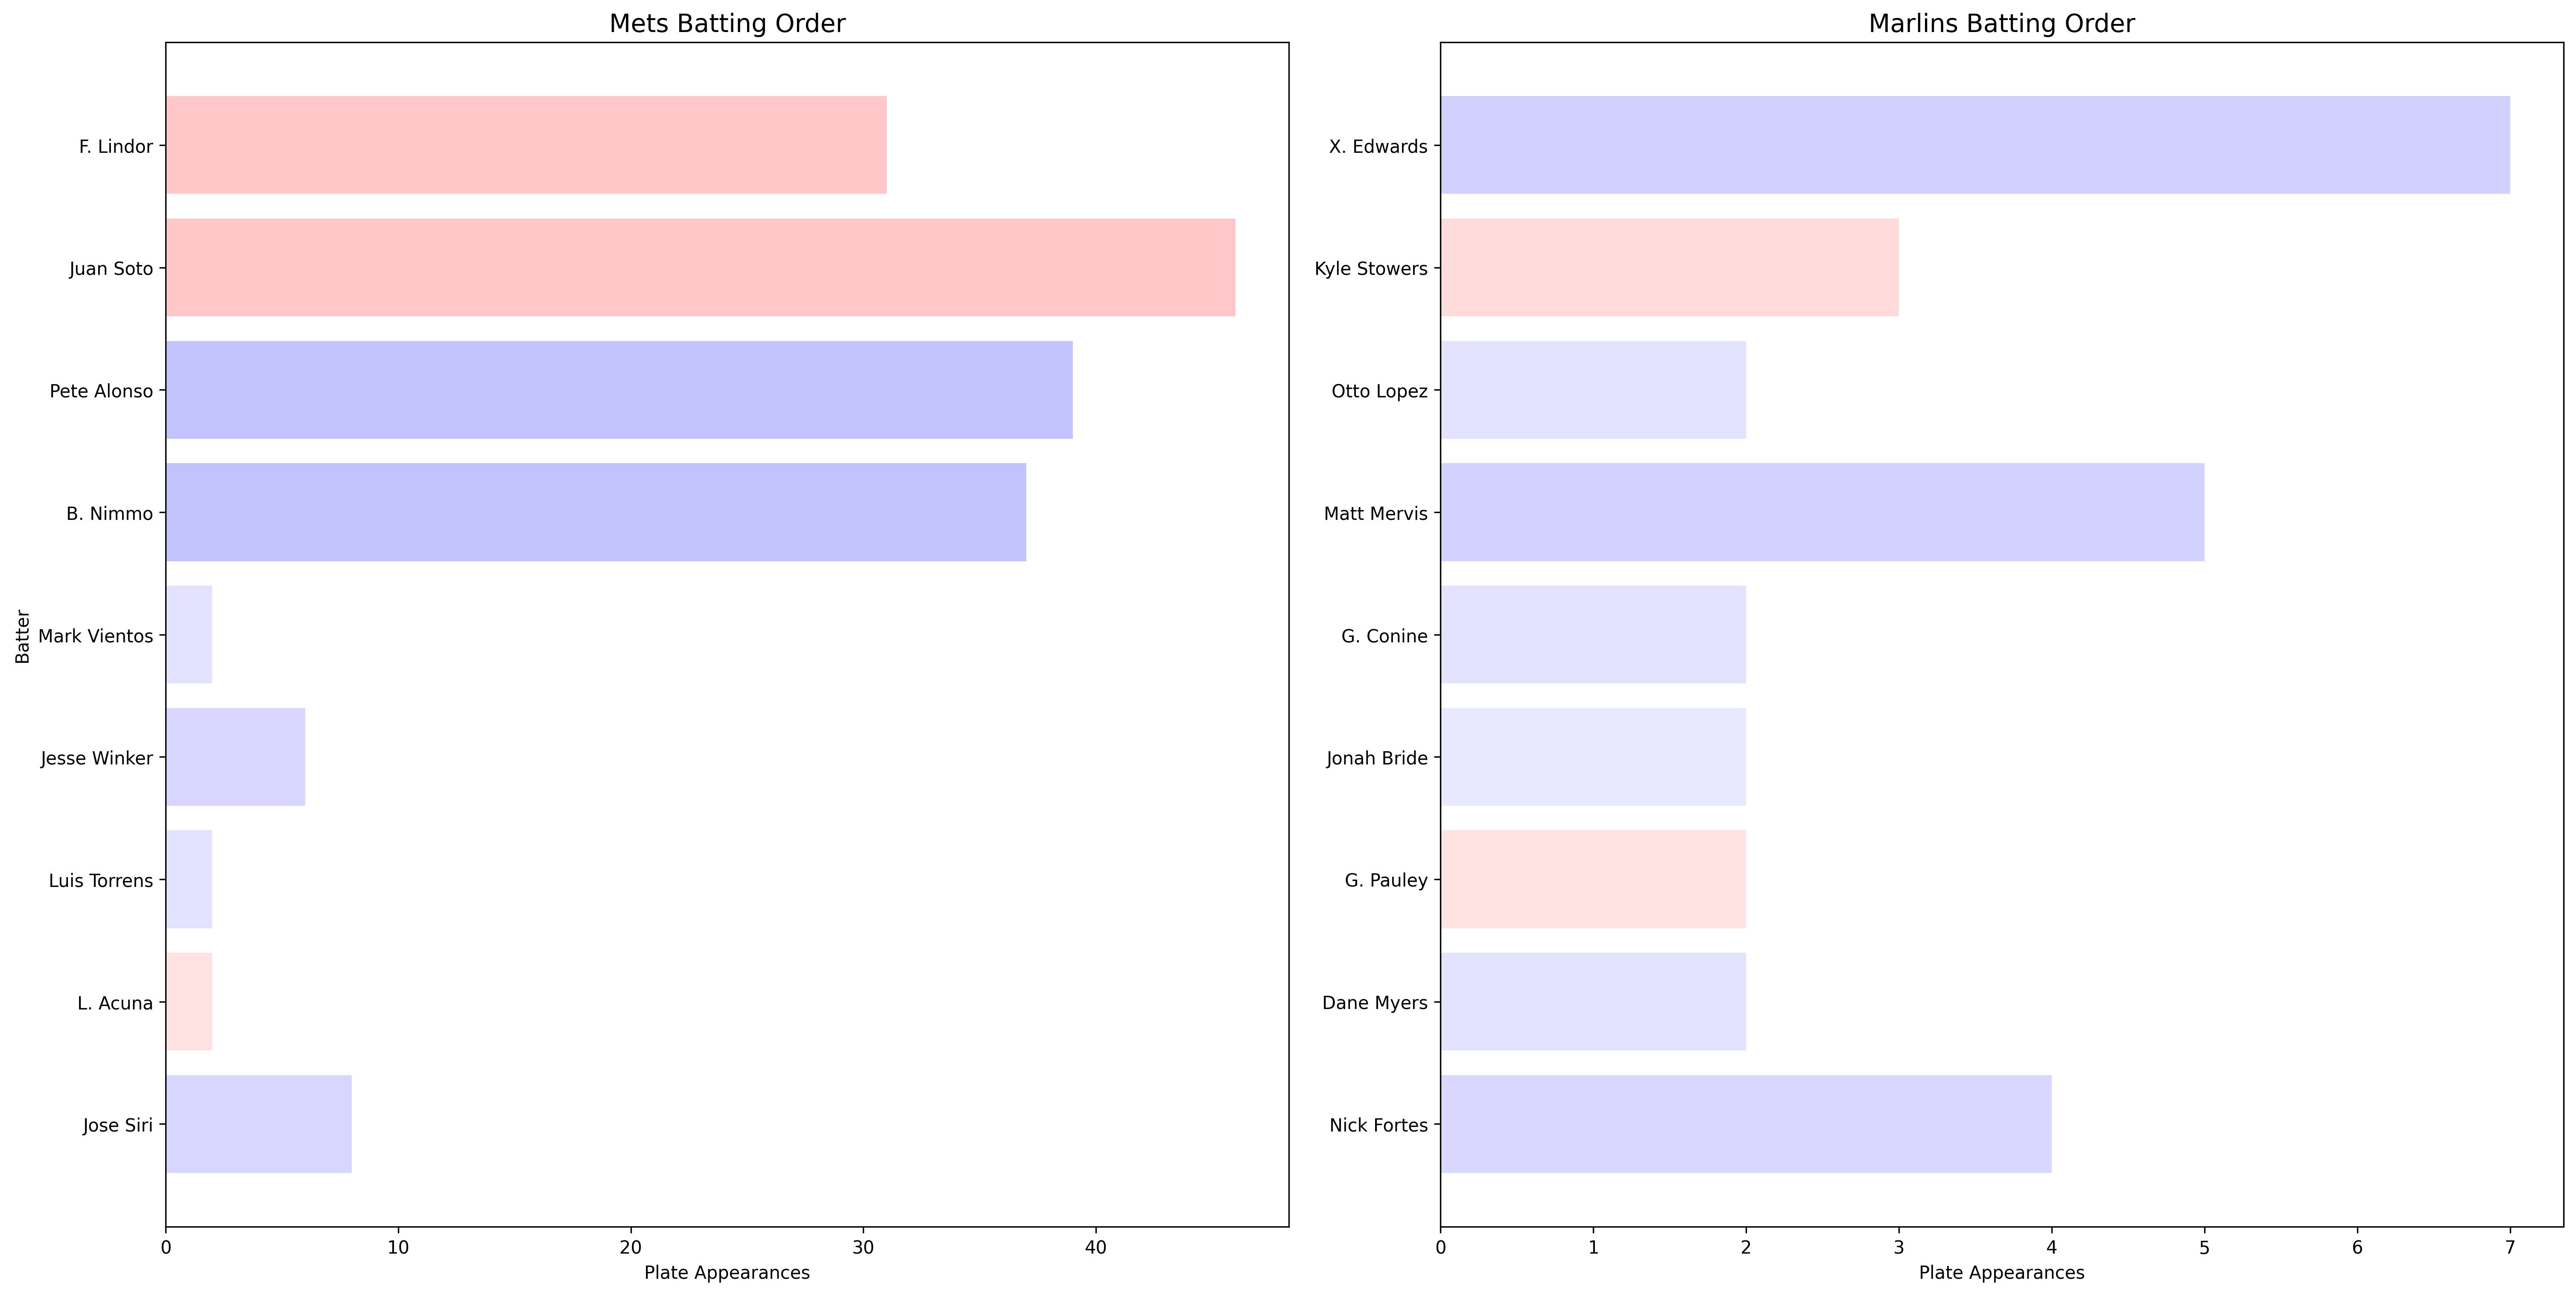 Mets Batting Order
F. Lindor
Juan Soto
Pete Alonso
B. Nimmo
Mark Vientos
Jesse Winker
Luis Torrens
L. Acuna
Jose Siri
Batter
0 10 20 30 40
Plate Appearances
Marlins Batting Order
X. Edwards
Kyle Stowers
Otto Lopez
Matt Mervis
G. Conine
Jonah Bride
G. Pauley
Dane Myers
Nick Fortes
0 1 2 3 4 5 6 7
Plate Appearances